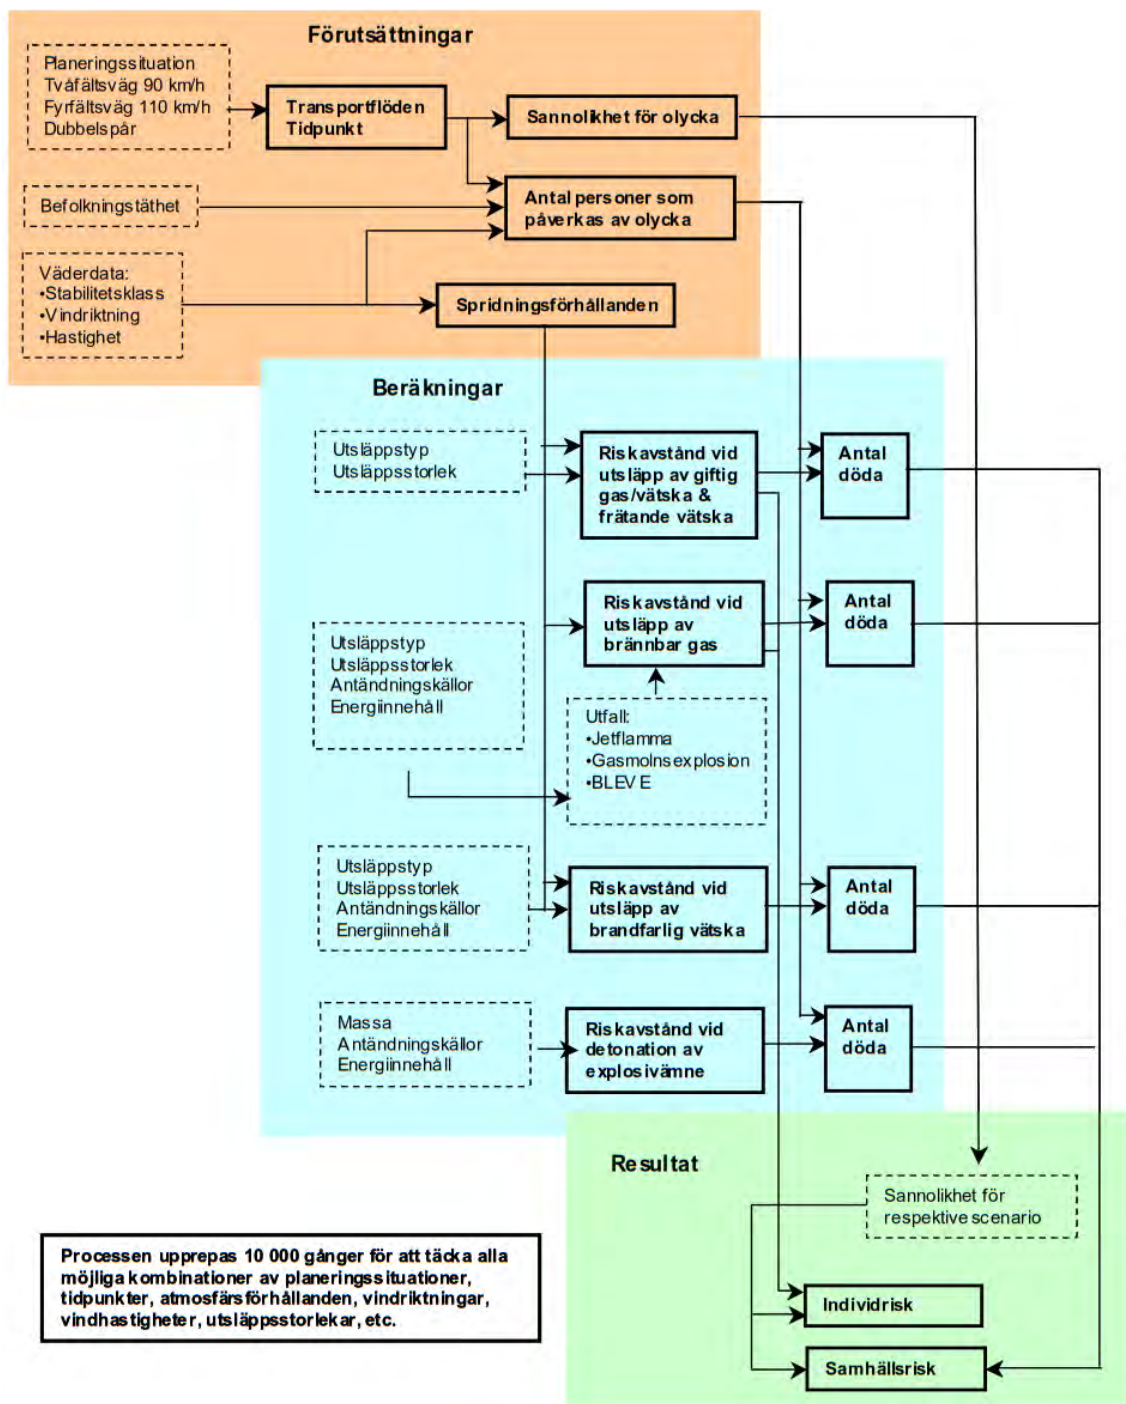 Förutsättningar
Planeringssituation
Tvåfältsväg 90 km/h
Fyrfältsväg 110 km/h
Dubbelspår
Transportflöden
Tidpunkt
Sannolikhet för olycka
Befolkningstäthet
Antal personer som
påverkas av olycka
Väderdata:
•Stabilitetsklass
•Vindriktning
•Hastighet
Spridningsförhållanden
Beräkningar
Utsläppstyp
Utsläppsstorlek
Riskavstånd vid
utsläpp av giftig
gas/vätska &
frätande vätska
Antal
döda
Utsläppstyp
Utsläppsstorlek
Antändningskällor
Energiinnehåll
Riskavstånd vid
utsläpp av
brännbar gas
Antal
döda
Utfall:
•Jetflamma
•Gasmolnsexplosion
•BLEVE
Utsläppstyp
Utsläppsstorlek
Antändningskällor
Energiinnehåll
Riskavstånd vid
utsläpp av
brandfarlig vätska
Antal
döda
Massa
Antändningskällor
Energiinnehåll
Riskavstånd vid
detonation av
explosivämne
Antal
döda
Resultat
Sannolikhet för
respektive scenario
Individrisk
Samhällsrisk
Processen upprepas 10 000 gånger för att täcka alla
möjliga kombinationer av planeringssituationer,
tidpunkter, atmosfärsförhållanden, vindriktningar,
vindhastigheter, utsläppsstorlekar, etc.